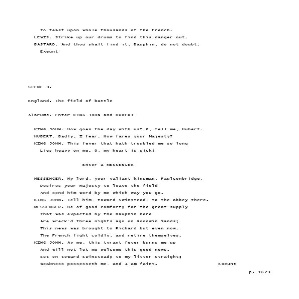 To feast upon whole thousands of the French.
LEWIS. Strike up our drums to find this danger out.
BASTARD. And thou shalt find it, Dauphin, do not doubt.
Exeunt
SCENE 3.
England. The field of battle
Alarums. Enter KING JOHN and HUBERT
KING JOHN. How goes the day with us? O, tell me, Hubert.
HUBERT. Badly, I fear. How fares your Majesty?
KING JOHN. This fever that hath troubled me so long
Lies heavy on me. O, my heart is sick!
Enter a MESSENGER
MESSENGER. My lord, your valiant kinsman, Faulconbridge,
Desires your Majesty to leave the field
And send him word by me which way you go.
KING JOHN. Tell him, toward Swinstead, to the abbey there.
MESSENGER. Be of good comfort; for the great supply
That was expected by the Dauphin here
Are wreck'd three nights ago on Goodwin Sands;
This news was brought to Richard but even now.
The French fight coldly, and retire themselves.
KING JOHN. Ay me, this tyrant fever burns me up
And will not let me welcome this good news.
Set on toward Swinstead; to my litter straight;
Weakness possesseth me, and I am faint. Exeunt